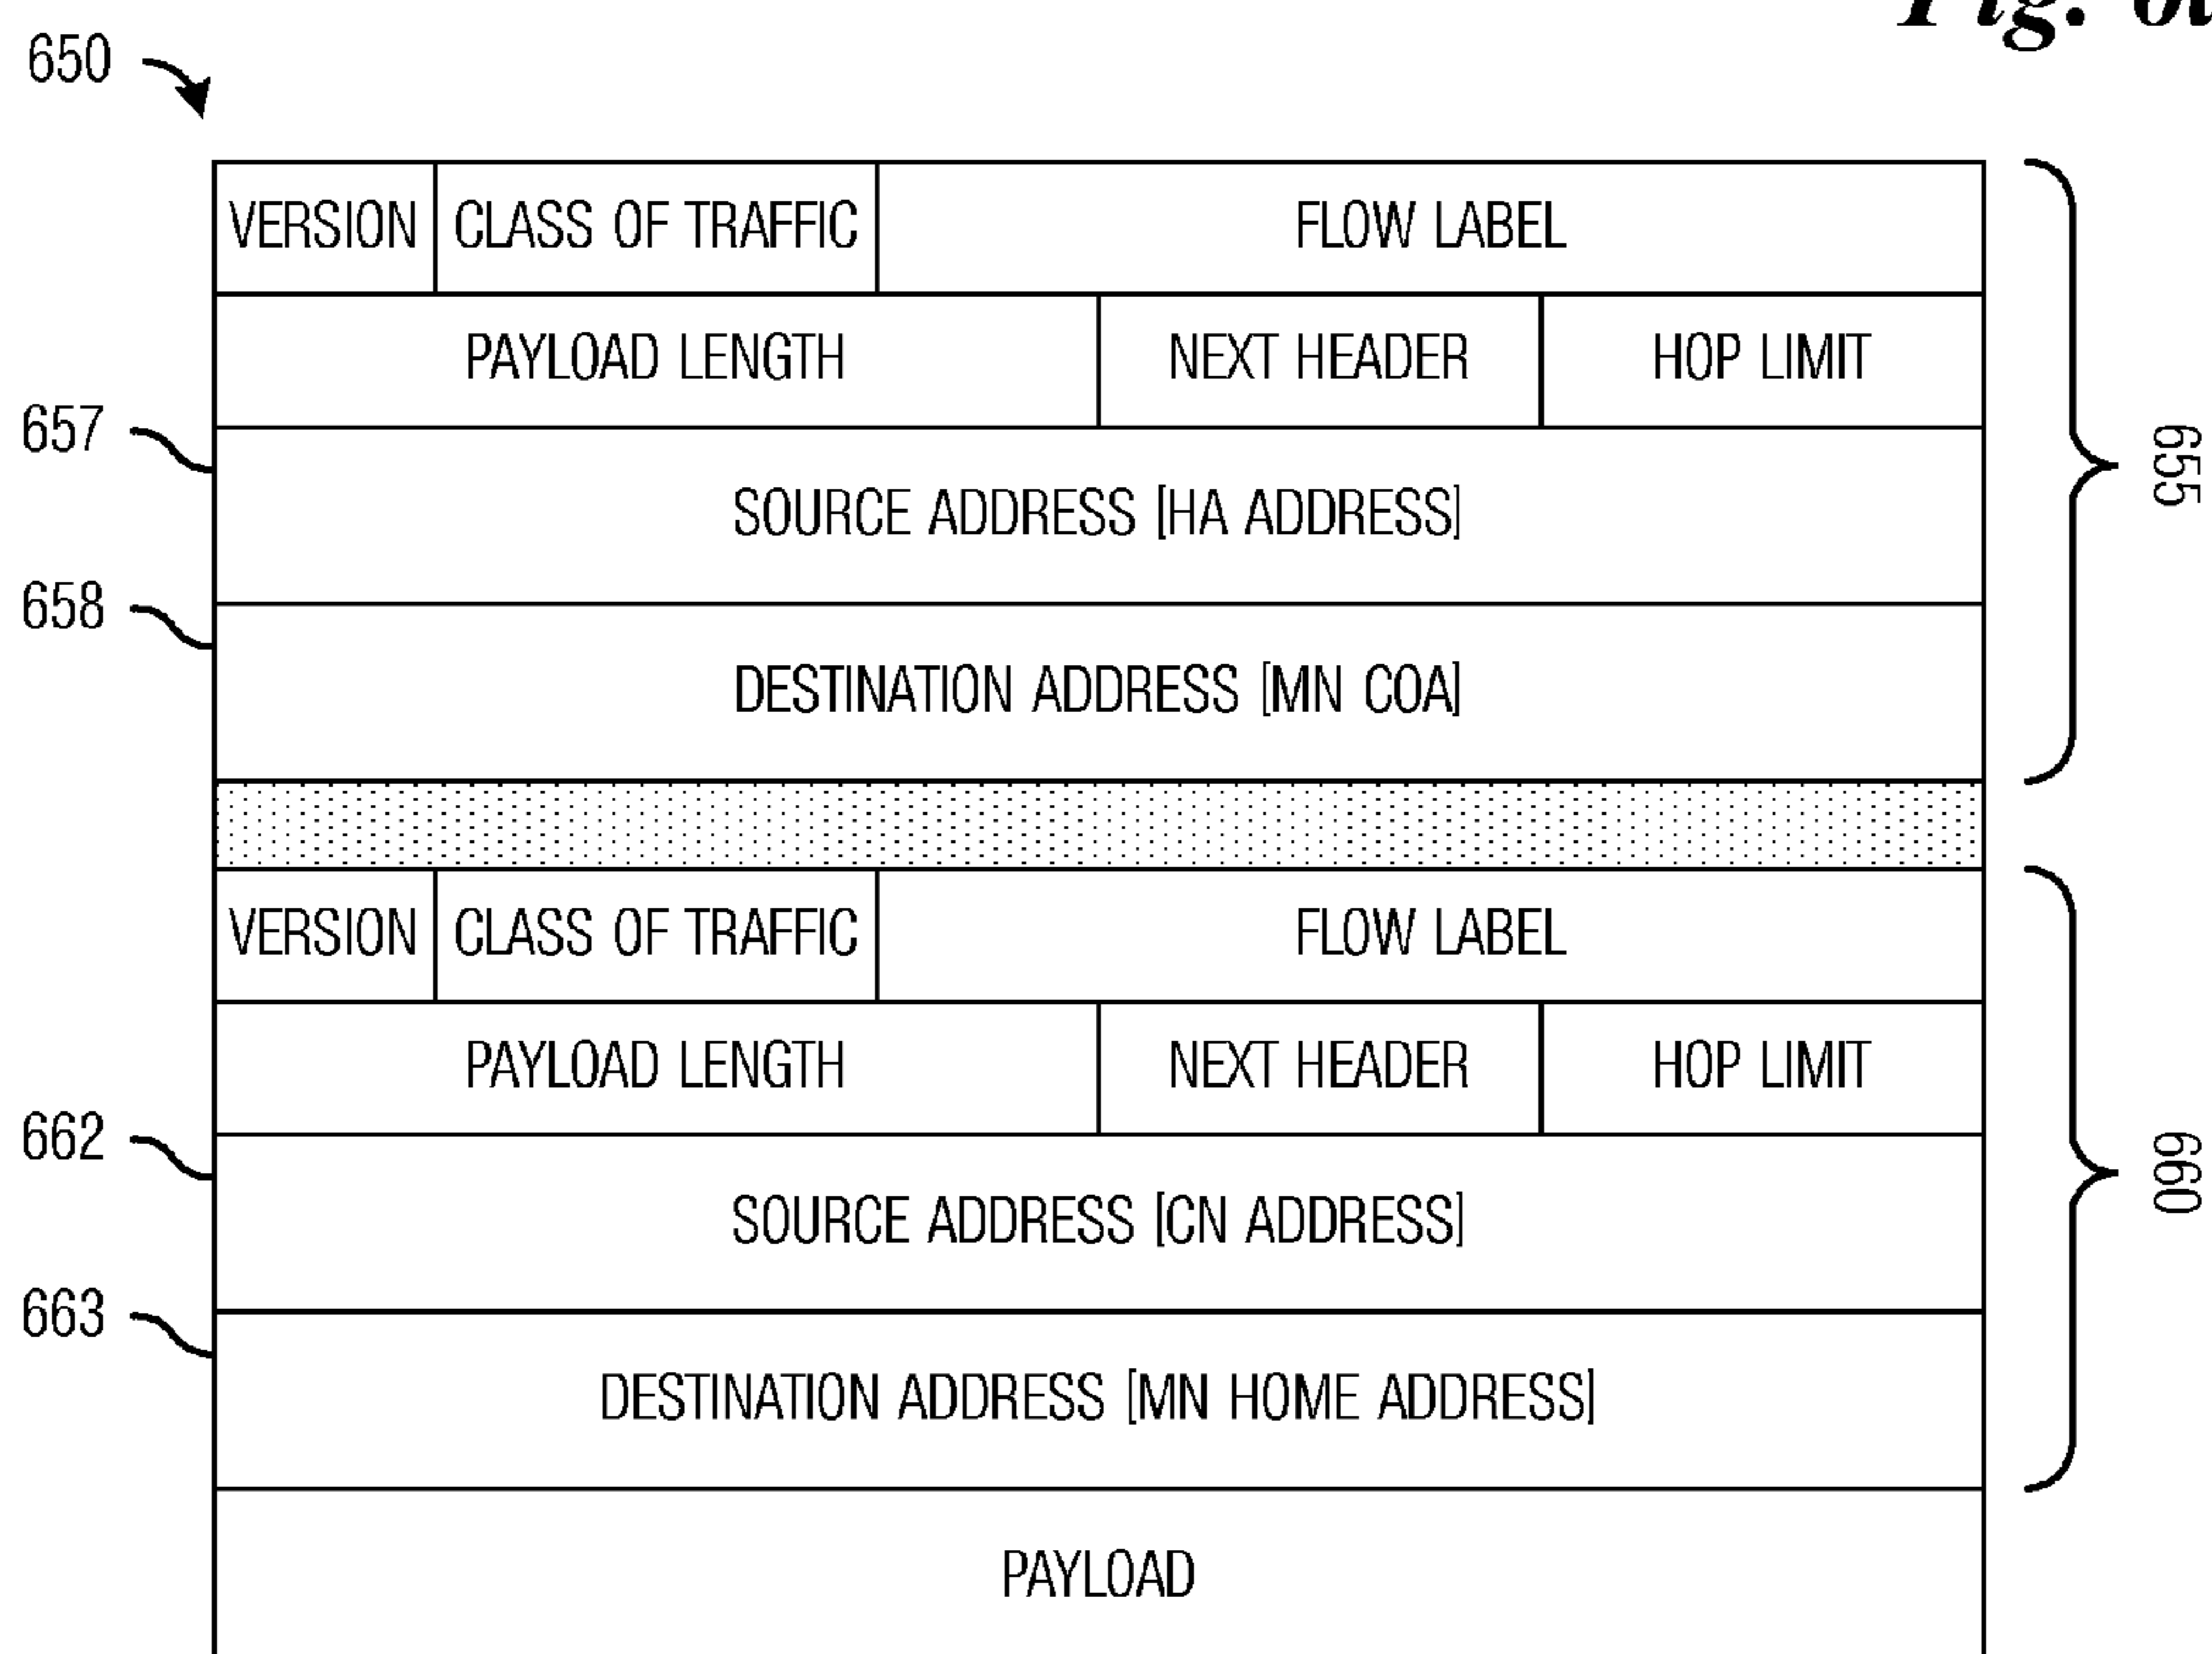 Fig.
650
VERSION CLASS OF TRAFFIC FLOW LABEL
PAYLOAD LENGTH NEXT HEADER HOP LIMIT
657
SOURCE ADDRESS [HA ADDRESS]
655
658
DESTINATION ADDRESS [MN COA]
VERSION CLASS OF TRAFFIC FLOW LABEL
PAYLOAD LENGTH NEXT HEADER HOP LIMIT
662
SOURCE ADDRESS [CN ADDRESS]
660
663
DESTINATION ADDRESS [MN HOME ADDRESS]
PAYLOAD